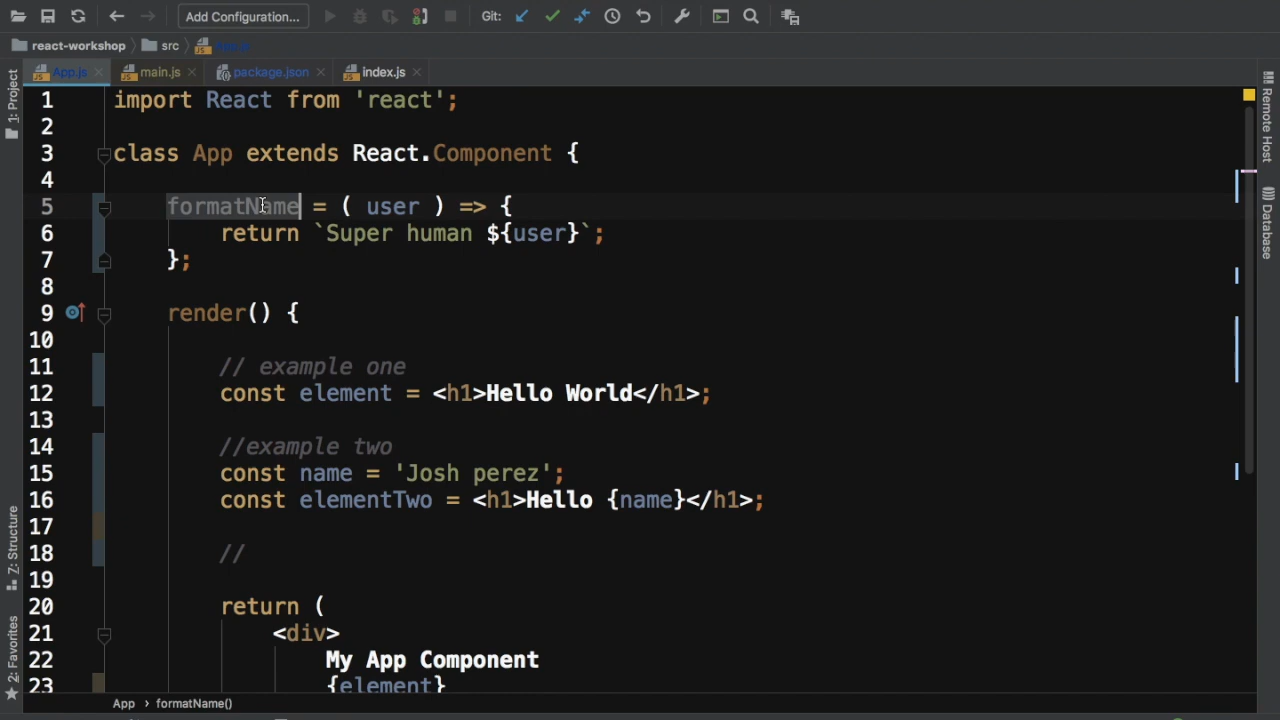 Add Configuration...
Git:
react-workshop
src
App.js
App.js
main.js
package.json
index.js
1: Project
Z: Structure
2: Favorites
Remote Host
Database
1 import React from 'react';
2
3 class App extends React.Component {
4
5 formatName = ( user ) => {
6 return `Super human ${user}`;
7 };
8
9 render() {
10
11 // example one
12 const element = <h1>Hello World</h1>;
13
14 //example two
15 const name = 'Josh perez';
16 const elementTwo = <h1>Hello {name}</h1>;
17
18 //
19
20 return (
21 <div>
22 My App Component
23 {element}
App › formatName()